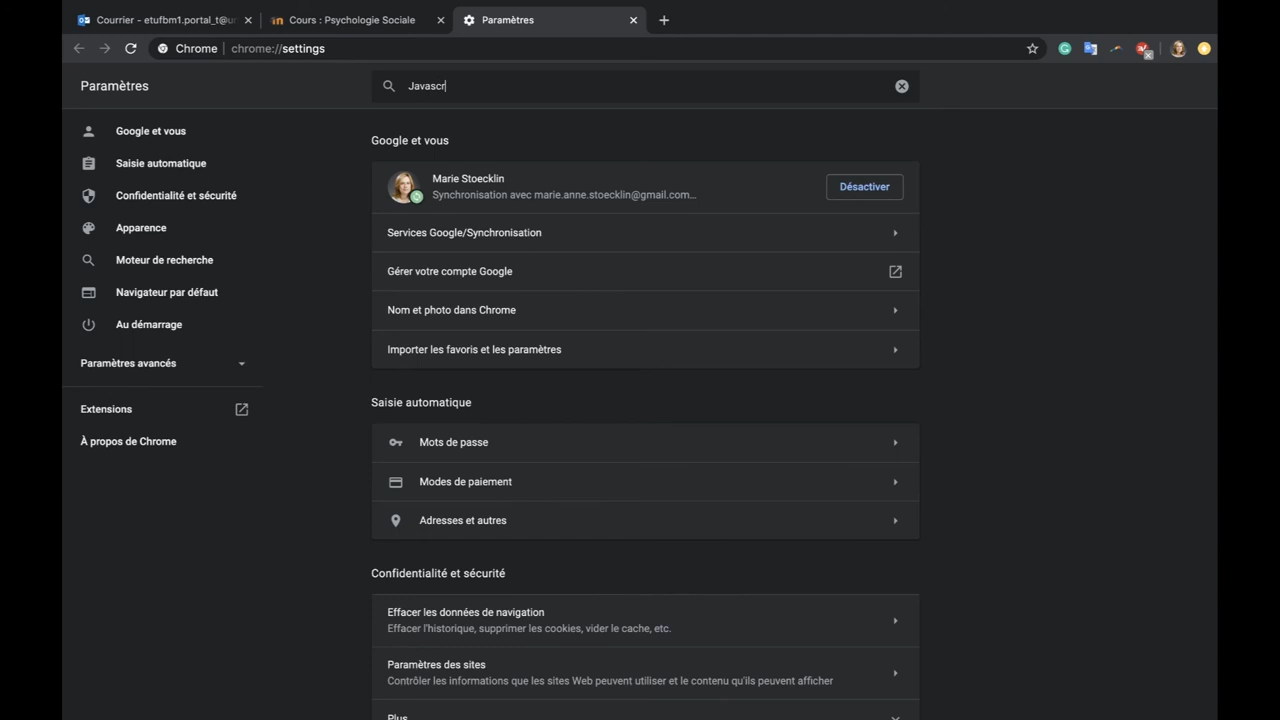 Courrier - etufbm1.portal_t@ur
Cours : Psychologie Sociale
Paramètres
Chrome
chrome://settings
Paramètres
Javascr
Google et vous
Saisie automatique
Confidentialité et sécurité
Apparence
Moteur de recherche
Navigateur par défaut
Au démarrage
Paramètres avancés
Extensions
À propos de Chrome
Google et vous
Marie Stoecklin
Synchronisation avec marie.anne.stoecklin@gmail.com...
Désactiver
Services Google/Synchronisation
Gérer votre compte Google
Nom et photo dans Chrome
Importer les favoris et les paramètres
Saisie automatique
Mots de passe
Modes de paiement
Adresses et autres
Confidentialité et sécurité
Effacer les données de navigation
Effacer l'historique, supprimer les cookies, vider le cache, etc.
Paramètres des sites
Contrôler les informations que les sites Web peuvent utiliser et le contenu qu'ils peuvent afficher
Plus